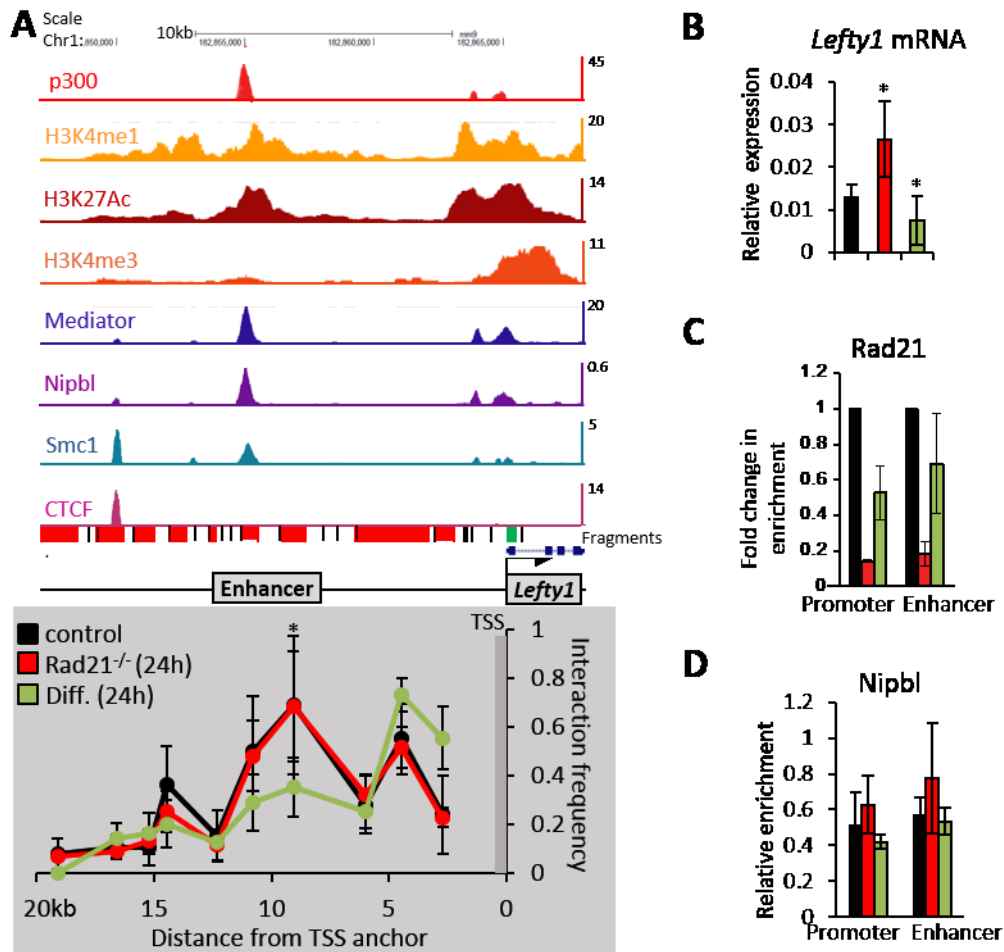 A
Scale
10kb
mm9
Chr1:
850,000
182,855,000
182,860,000
182,865,000
p300
45
H3K4me1
20
H3K27Ac
14
H3K4me3
11
Mediator
20
Nipbl
0.6
Smc1
5
CTCF
14
Fragments
Enhancer
Lefty1
TSS
*
control
Rad21-/- (24h)
Diff. (24h)
1
0.8
0.6
0.4
0.2
0
Interaction frequency
20kb 15 10 5 0
Distance from TSS anchor
B
Lefty1 mRNA
Relative expression
0.04
0.03
0.02
0.01
0
*
*
C
Rad21
Fold change in enrichment
1.2
1
0.8
0.6
0.4
0.2
0
Promoter Enhancer
D
Nipbl
Relative enrichment
1.2
1
0.8
0.6
0.4
0.2
0
Promoter Enhancer